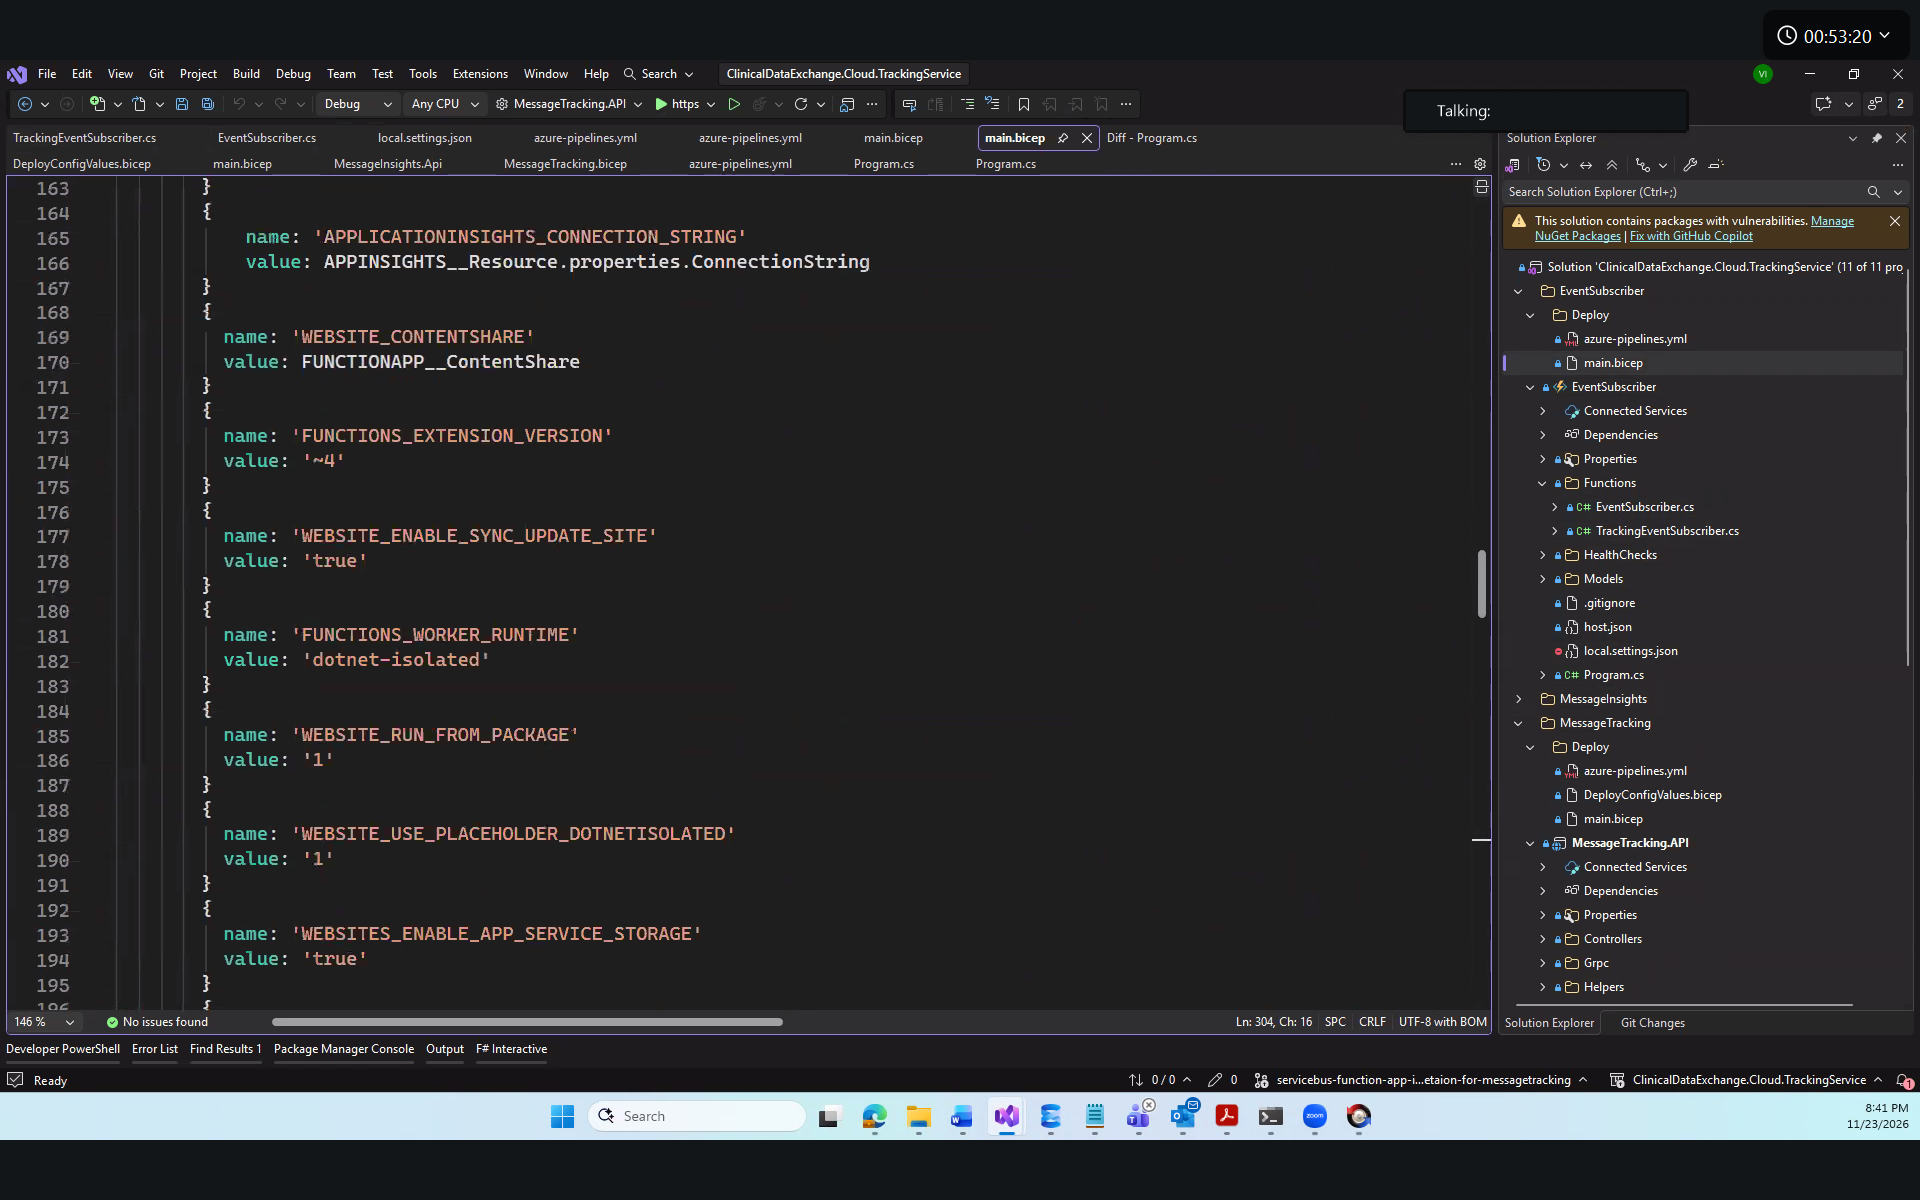 00:53:20
File Edit View Git Project Build Debug Team Test Tools Extensions Window Help Search ClinicalDataExchange.Cloud.TrackingService VI
Debug Any CPU MessageTracking.API https 2
Talking:
TrackingEventSubscriber.cs EventSubscriber.cs local.settings.json azure-pipelines.yml azure-pipelines.yml main.bicep main.bicep Diff - Program.cs
DeployConfigValues.bicep main.bicep MessageInsights.Api MessageTracking.bicep azure-pipelines.yml Program.cs Program.cs
163 }
164 {
165 name: 'APPLICATIONINSIGHTS_CONNECTION_STRING'
166 value: APPINSIGHTS__Resource.properties.ConnectionString
167 }
168 {
169 name: 'WEBSITE_CONTENTSHARE'
170 value: FUNCTIONAPP__ContentShare
171 }
172 {
173 name: 'FUNCTIONS_EXTENSION_VERSION'
174 value: '~4'
175 }
176 {
177 name: 'WEBSITE_ENABLE_SYNC_UPDATE_SITE'
178 value: 'true'
179 }
180 {
181 name: 'FUNCTIONS_WORKER_RUNTIME'
182 value: 'dotnet-isolated'
183 }
184 {
185 name: 'WEBSITE_RUN_FROM_PACKAGE'
186 value: '1'
187 }
188 {
189 name: 'WEBSITE_USE_PLACEHOLDER_DOTNETISOLATED'
190 value: '1'
191 }
192 {
193 name: 'WEBSITES_ENABLE_APP_SERVICE_STORAGE'
194 value: 'true'
195 }
196 {
146 % No issues found Ln: 304, Ch: 16 SPC CRLF UTF-8 with BOM
Solution Explorer
Search Solution Explorer (Ctrl+;)
This solution contains packages with vulnerabilities. Manage
NuGet Packages | Fix with GitHub Copilot
Solution 'ClinicalDataExchange.Cloud.TrackingService' (11 of 11 pro
EventSubscriber
Deploy
azure-pipelines.yml
main.bicep
EventSubscriber
Connected Services
Dependencies
Properties
Functions
C# EventSubscriber.cs
C# TrackingEventSubscriber.cs
HealthChecks
Models
.gitignore
host.json
local.settings.json
C# Program.cs
MessageInsights
MessageTracking
Deploy
azure-pipelines.yml
DeployConfigValues.bicep
main.bicep
MessageTracking.API
Connected Services
Dependencies
Properties
Controllers
Grpc
Helpers
Solution Explorer Git Changes
Developer PowerShell Error List Find Results 1 Package Manager Console Output F# Interactive
Ready 0 / 0 0 servicebus-function-app-i...etaion-for-messagetracking ClinicalDataExchange.Cloud.TrackingService 1
Search
zoom
8:41 PM
11/23/2026